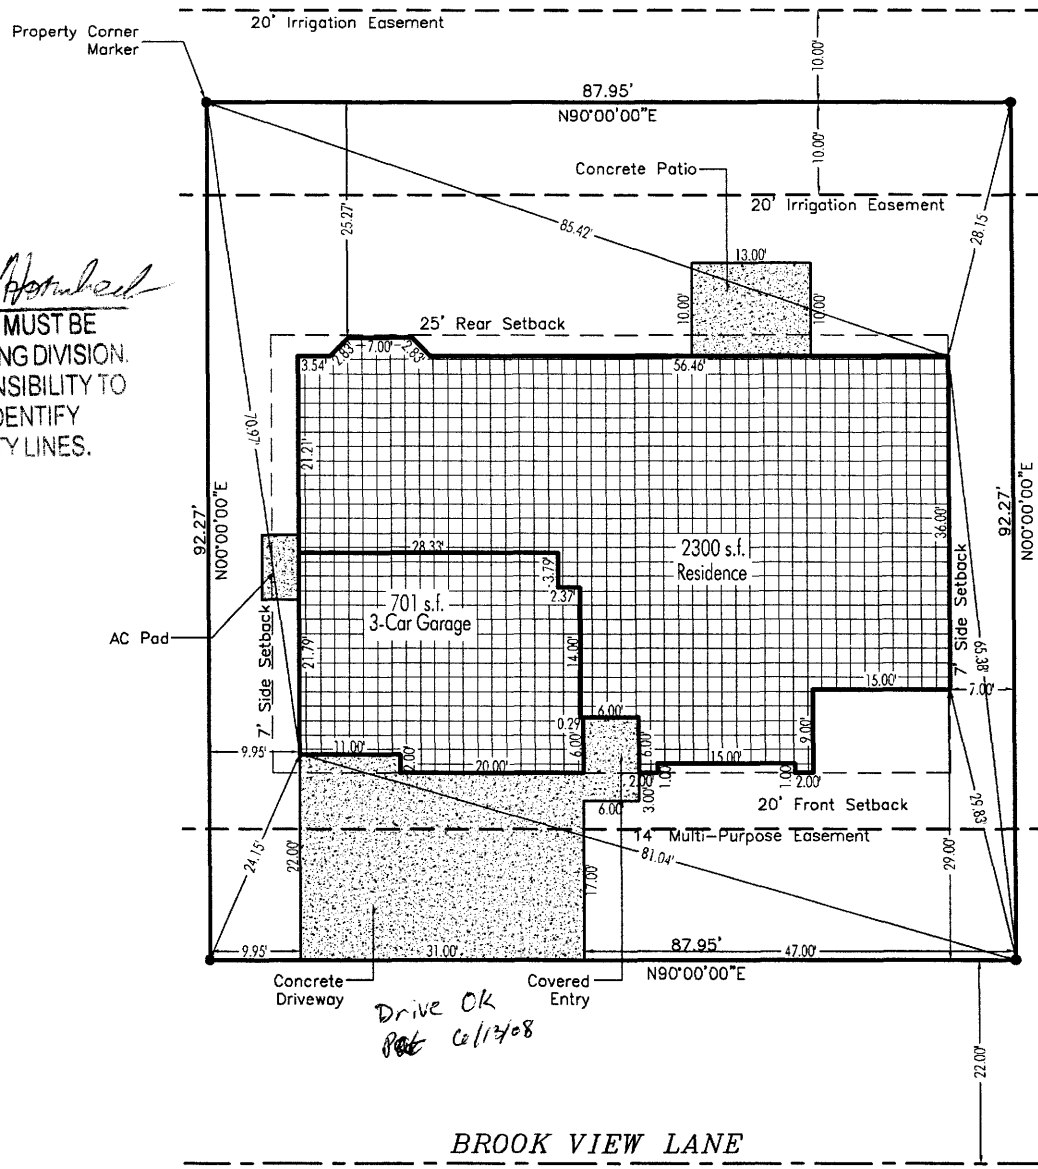 20' Irrigation Easement
Property Corner
Marker
10.00'
87.95'
N90°00'00"E
10.00'
Concrete Patio
20' Irrigation Easement
25.27'
85.42'
28.15
13.00'
10.00'
10.00'
MUST BE
NG DIVISION.
NSIBILITY TO
DENTIFY
TY LINES.
25' Rear Setback
2.83'
7.00'
2.83'
3.54'
56.46'
70.97'
21.21'
92.27'
N00°00'00"E
36.00'
92.27'
N00°00'00"E
28.33'
3.79'
2.37'
2300 s.f.
Residence
701 s.f.
3-Car Garage
AC Pad
7' Side Setback
21.79'
14.00'
7' Side Setback
65.38'
15.00'
7.00'
6.00'
0.29'
9.95'
11.00'
2.00'
20.00'
6.00'
6.00'
2.00'
1.00'
15.00'
1.00'
2.00'
9.00'
6.00'
3.00'
20' Front Setback
29.83'
14' Multi-Purpose Easement
24.15'
22.00'
17.00'
81.04'
29.00'
9.95'
31.00'
87.95'
47.00'
N90°00'00"E
Concrete
Driveway
Covered
Entry
Drive OK
6/13/08
22.00'
BROOK VIEW LANE